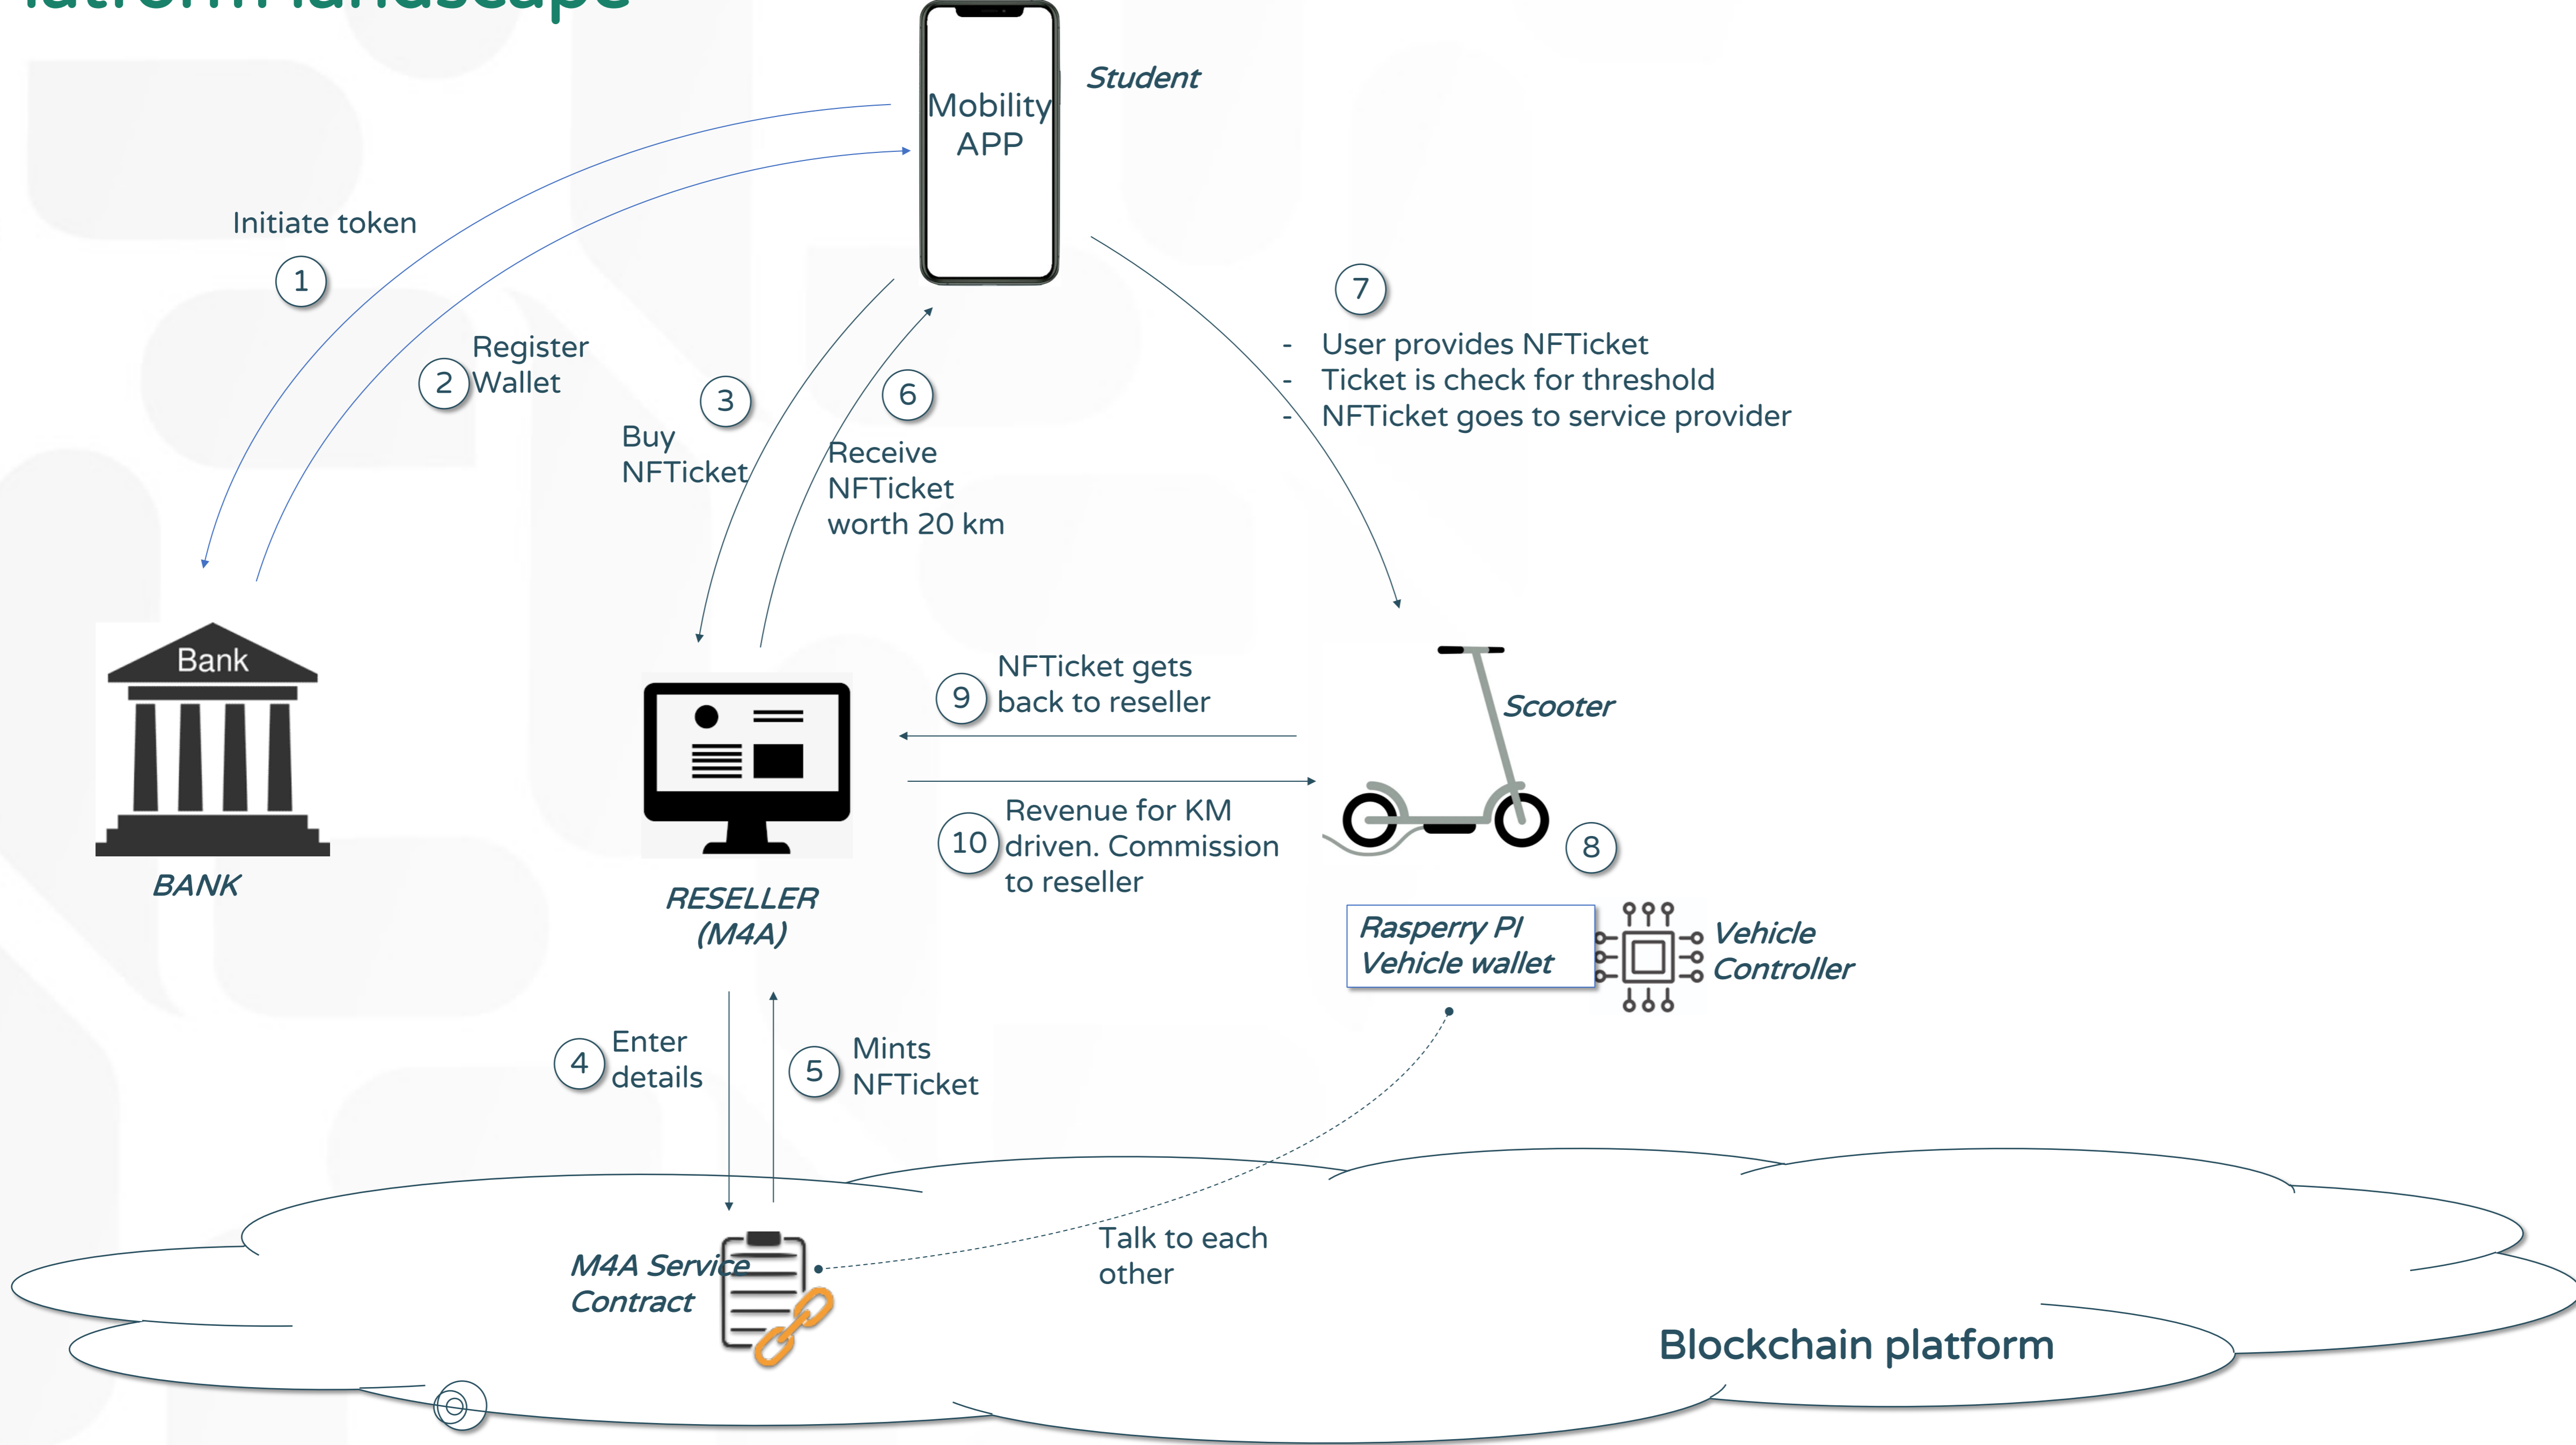 latform landscape
Student
Mobility
APP
Initiate token
1
Register
2 Wallet
3
Buy
NFTicket
6
Receive
NFTicket
worth 20 km
7
- User provides NFTicket
- Ticket is check for threshold
- NFTicket goes to service provider
Bank
BANK
RESELLER
(M4A)
9
NFTicket gets
back to reseller
10
Revenue for KM
driven. Commission
to reseller
Scooter
8
Rasperry PI
Vehicle wallet
Vehicle
Controller
4
Enter
details
5
Mints
NFTicket
M4A Service
Contract
Talk to each
other
Blockchain platform